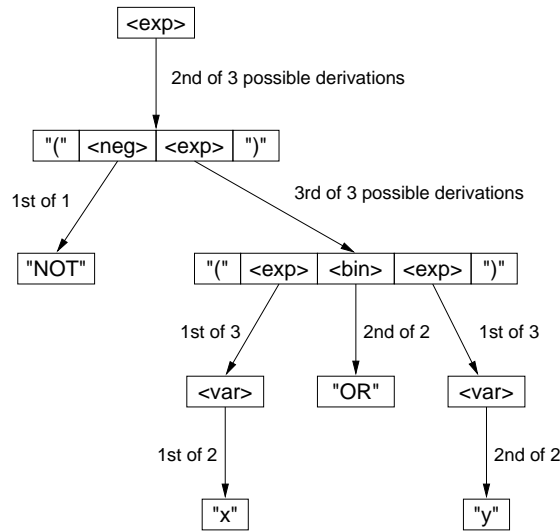 <exp>
2nd of 3 possible derivations
"(" <neg> <exp> ")"
1st of 1
3rd of 3 possible derivations
"NOT"
"(" <exp> <bin> <exp> ")"
1st of 3 2nd of 2 1st of 3
<var> "OR" <var>
1st of 2 2nd of 2
"x" "y"